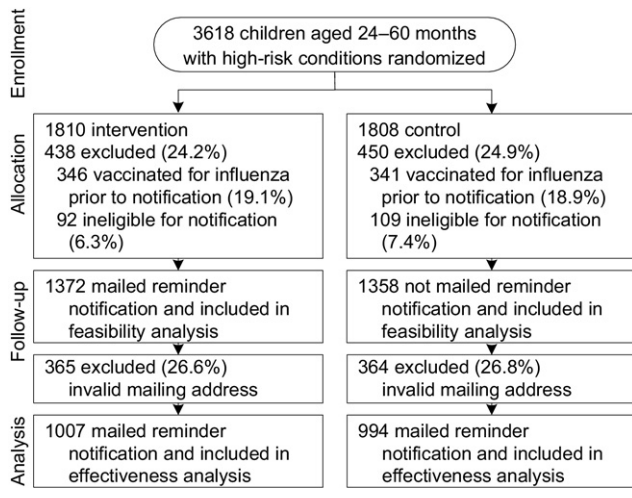 Enrollment
3618 children aged 24–60 months
with high-risk conditions randomized
Allocation
1810 intervention
438 excluded (24.2%)
346 vaccinated for influenza
prior to notification (19.1%)
92 ineligible for notification
(6.3%)
1808 control
450 excluded (24.9%)
341 vaccinated for influenza
prior to notification (18.9%)
109 ineligible for notification
(7.4%)
Follow-up
1372 mailed reminder
notification and included in
feasibility analysis
1358 not mailed reminder
notification and included in
feasibility analysis
365 excluded (26.6%)
invalid mailing address
364 excluded (26.8%)
invalid mailing address
Analysis
1007 mailed reminder
notification and included in
effectiveness analysis
994 mailed reminder
notification and included in
effectiveness analysis